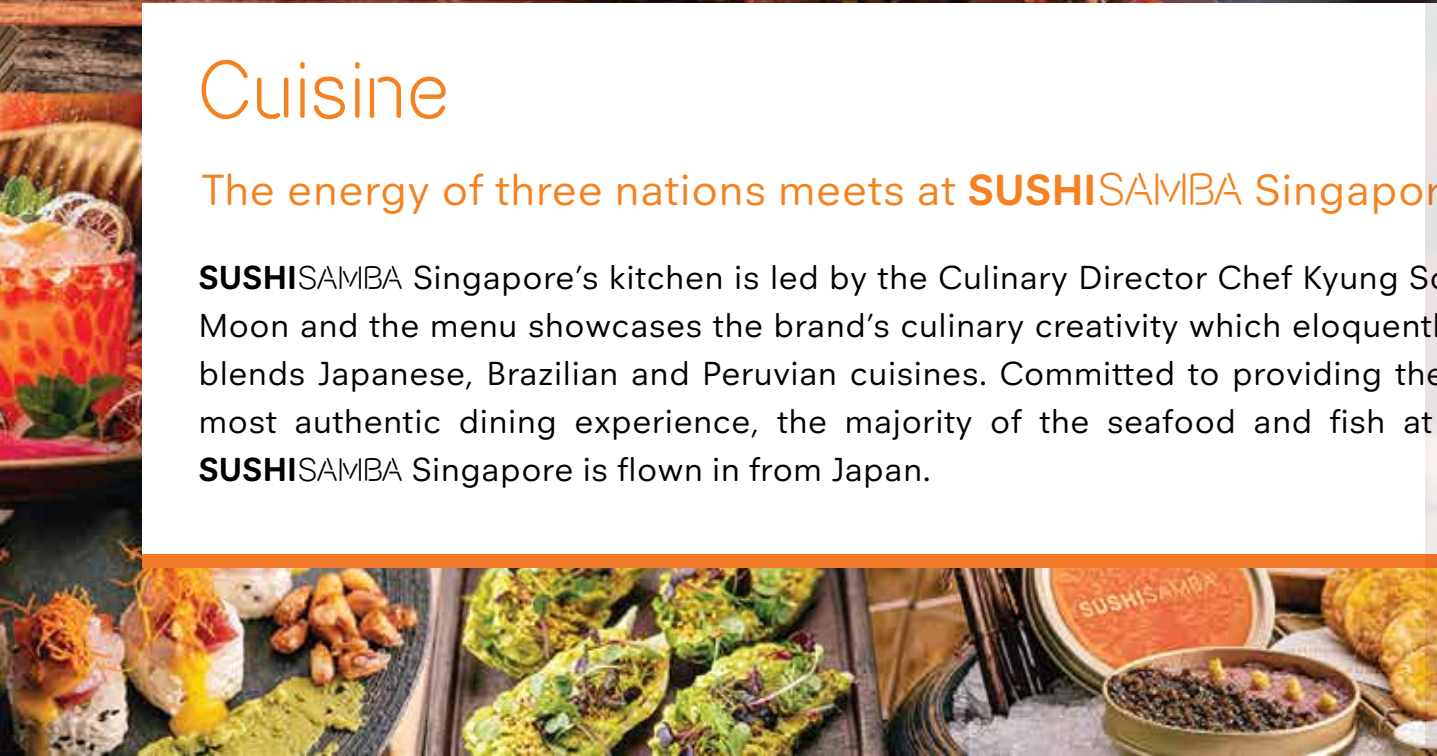 Cuisine
The energy of three nations meets at SUSHISAMBA
SUSHISAMBA Singapore’s kitchen is led by the Culinary Director Chef Kyung
Moon and the menu showcases the brand’s culinary creativity which
blends Japanese, Brazilian and Peruvian cuisines. Committed to providing the
most authentic dining experience, the majority of the seafood and fish at
SUSHISAMBA Singapore is flown in from Japan.
SUSHISAMBA